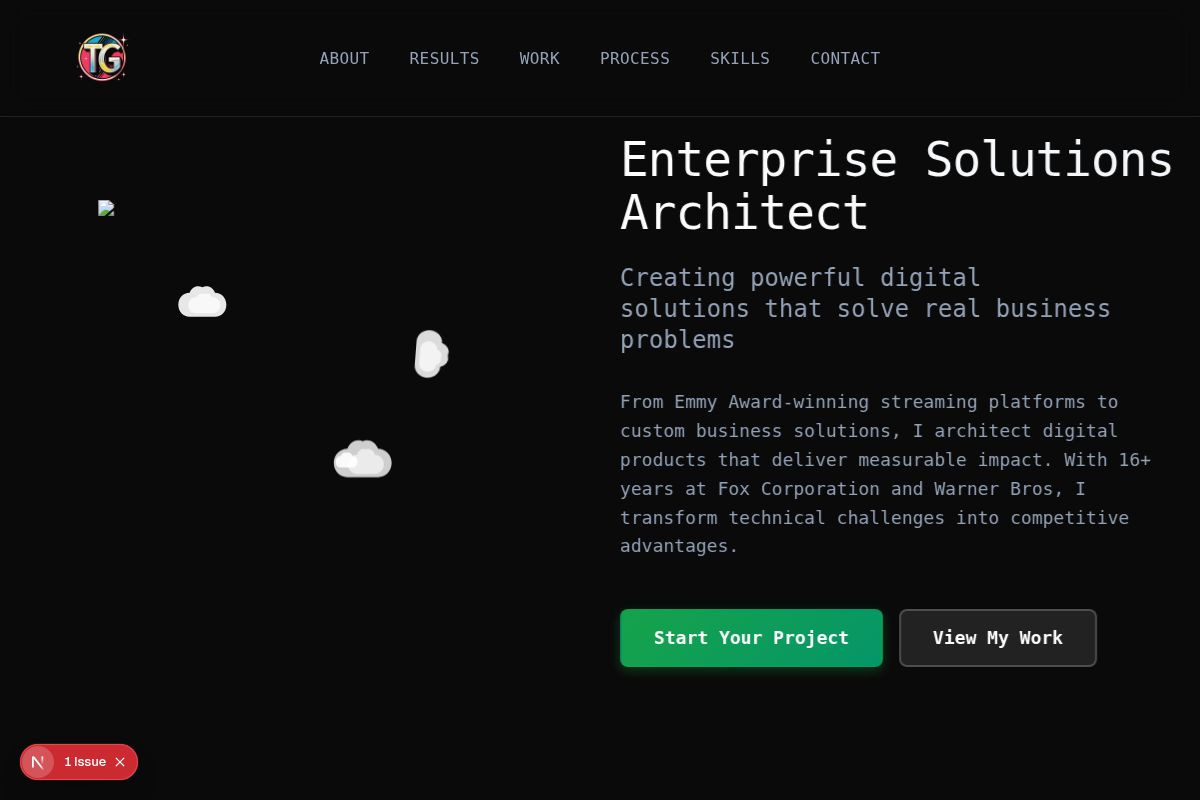 TG
ABOUT RESULTS WORK PROCESS SKILLS CONTACT
Enterprise Solutions
Architect
Creating powerful digital
solutions that solve real business
problems
From Emmy Award-winning streaming platforms to
custom business solutions, I architect digital
products that deliver measurable impact. With 16+
years at Fox Corporation and Warner Bros, I
transform technical challenges into competitive
advantages.
Start Your Project View My Work
N 1 Issue